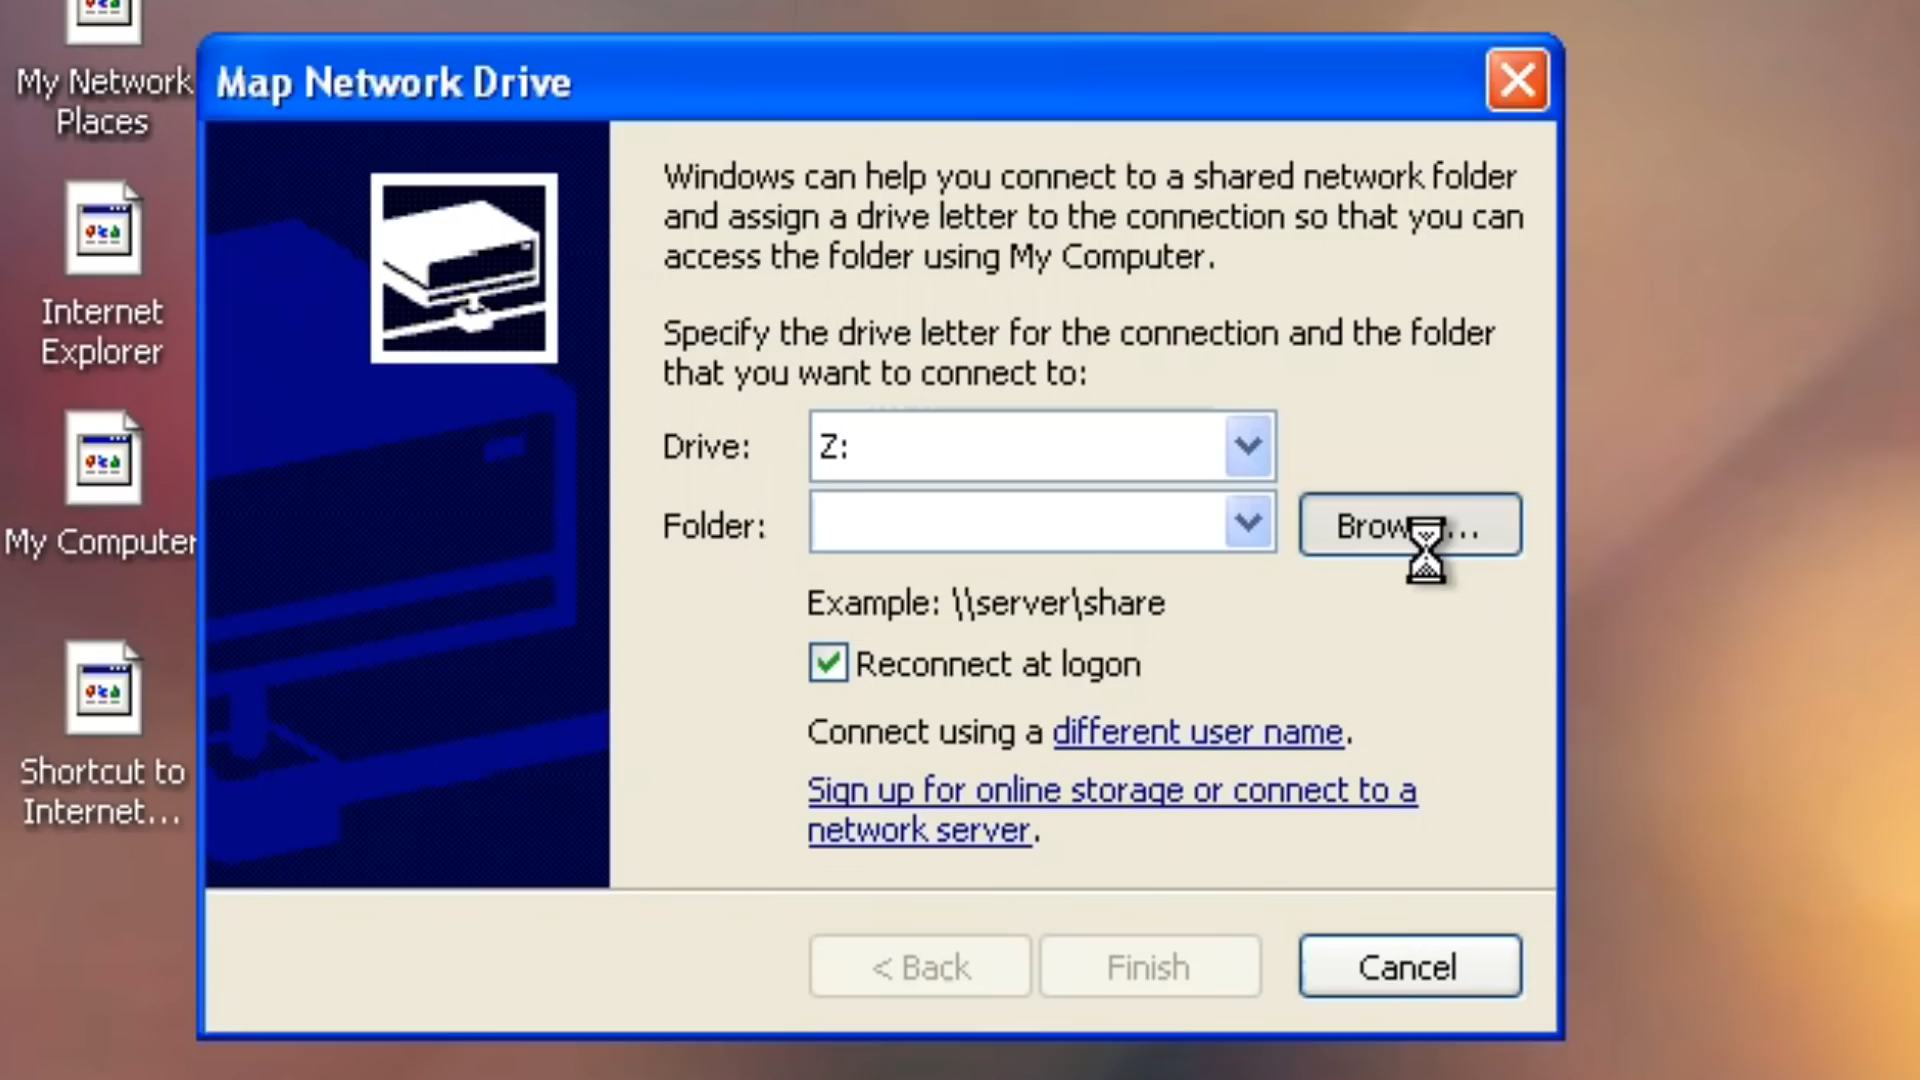 My Network
Places
Internet
Explorer
My Computer
Shortcut to
Internet...
Map Network Drive
Windows can help you connect to a shared network folder
and assign a drive letter to the connection so that you can
access the folder using My Computer.
Specify the drive letter for the connection and the folder
that you want to connect to:
Drive: Z:
Folder:
Example: \\server\share
Reconnect at logon
Connect using a different user name.
Sign up for online storage or connect to a
network server.
< Back Finish Cancel